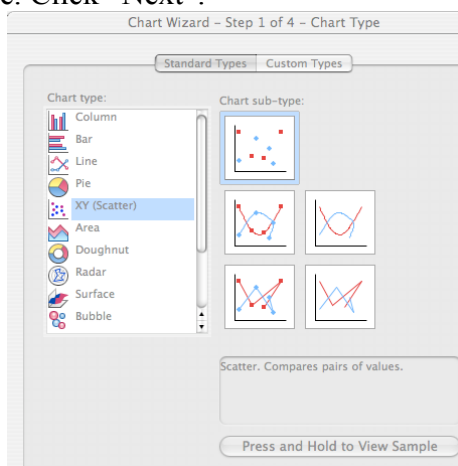 e. Click "Next".
Chart Wizard – Step 1 of 4 – Chart Type
Standard Types Custom Types
Chart type:
Column
Bar
Line
Pie
XY (Scatter)
Area
Doughnut
Radar
Surface
Bubble
Chart sub-type:
Scatter. Compares pairs of values.
Press and Hold to View Sample